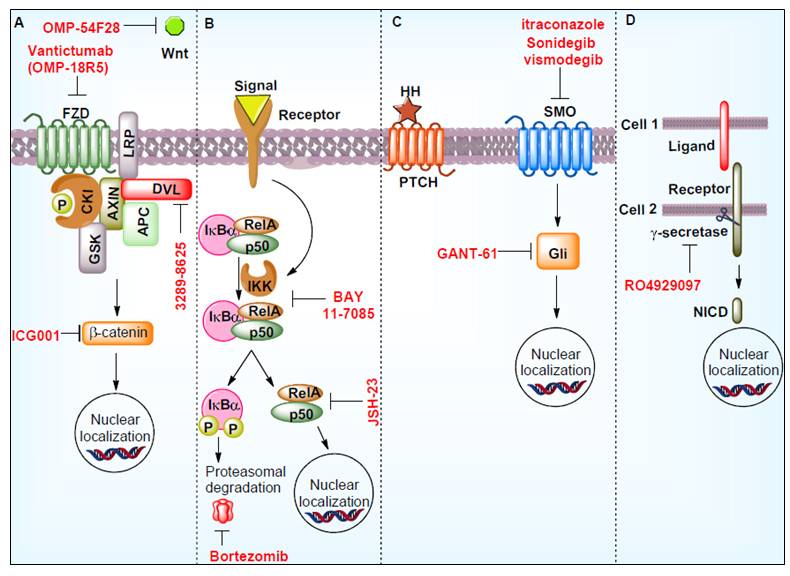 A
OMP-54F28
Wnt
Vantictumab
(OMP-18R5)
FZD
LRP
CKI
P
AXIN
DVL
APC
GSK
3289-8625
ICG001
β-catenin
Nuclear
localization
B
Signal
Receptor
IκBα
RelA
p50
IKK
IκBα
RelA
p50
BAY
11-7085
IκBα
P
P
RelA
p50
JSH-23
Proteasomal
degradation
Nuclear
localization
Bortezomib
C
itraconazole
Sonidegib
vismodegib
HH
SMO
PTCH
GANT-61
Gli
Nuclear
localization
D
Cell 1
Ligand
Receptor
Cell 2
γ-secretase
RO4929097
NICD
Nuclear
localization